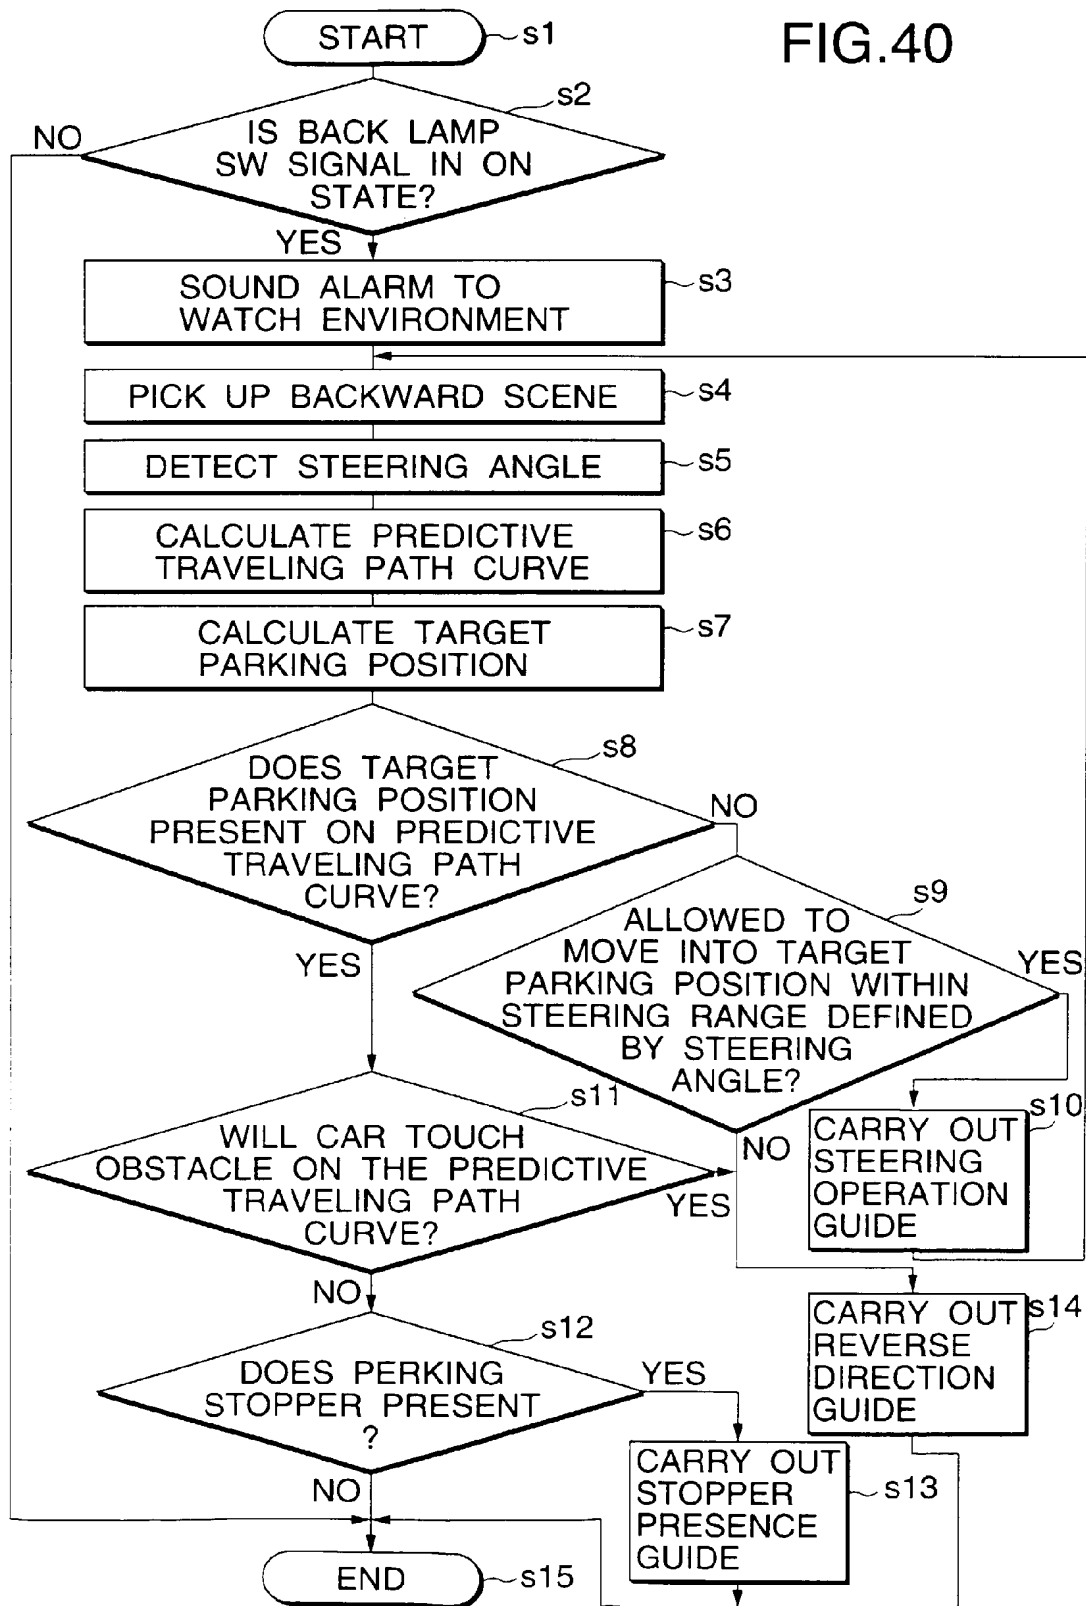 FIG.40
START
s1
s2
NO
IS BACK LAMP
SW SIGNAL IN ON
STATE?
YES
SOUND ALARM TO
WATCH ENVIRONMENT
s3
PICK UP BACKWARD SCENE
s4
DETECT STEERING ANGLE
s5
CALCULATE PREDICTIVE
TRAVELING PATH CURVE
s6
CALCULATE TARGET
PARKING POSITION
s7
s8
DOES TARGET
PARKING POSITION
PRESENT ON PREDICTIVE
TRAVELING PATH
CURVE?
NO
YES
s9
ALLOWED TO
MOVE INTO TARGET
PARKING POSITION WITHIN
STEERING RANGE DEFINED
BY STEERING
ANGLE?
YES
NO
s10
CARRY OUT
STEERING
OPERATION
GUIDE
s11
WILL CAR TOUCH
OBSTACLE ON THE PREDICTIVE
TRAVELING PATH
CURVE?
YES
NO
s14
CARRY OUT
REVERSE
DIRECTION
GUIDE
s12
DOES PERKING
STOPPER PRESENT
?
YES
NO
CARRY OUT
STOPPER
PRESENCE
GUIDE
s13
END
s15